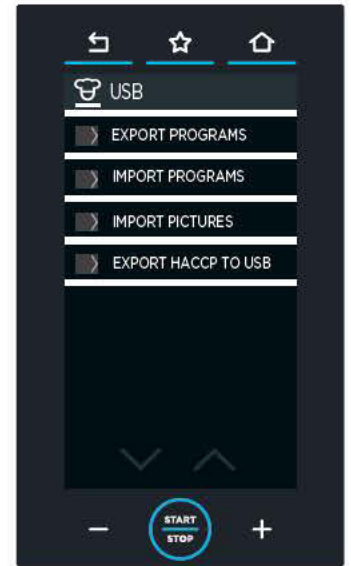 USB
EXPORT PROGRAMS
IMPORT PROGRAMS
IMPORT PICTURES
EXPORT HACCP TO USB
START
STOP